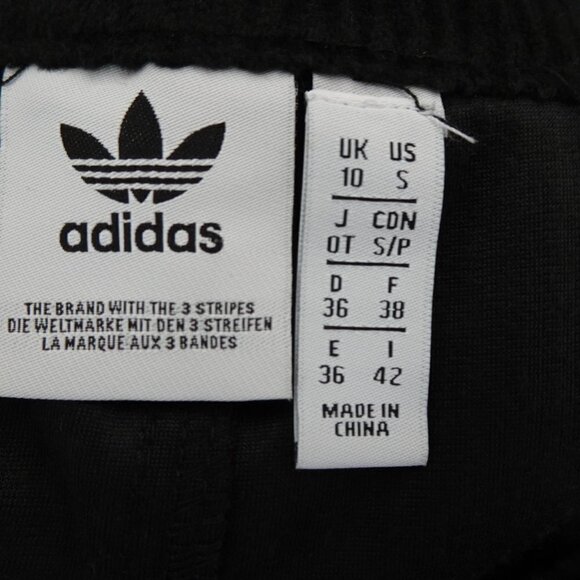 adidas
THE BRAND WITH THE 3 STRIPES
DIE WELTMARKE MIT DEN 3 STREIFEN
LA MARQUE AUX 3 BANDES
UK US
10 S
J CDN
OT S/P
D F
36 38
E I
36 42
MADE IN
CHINA